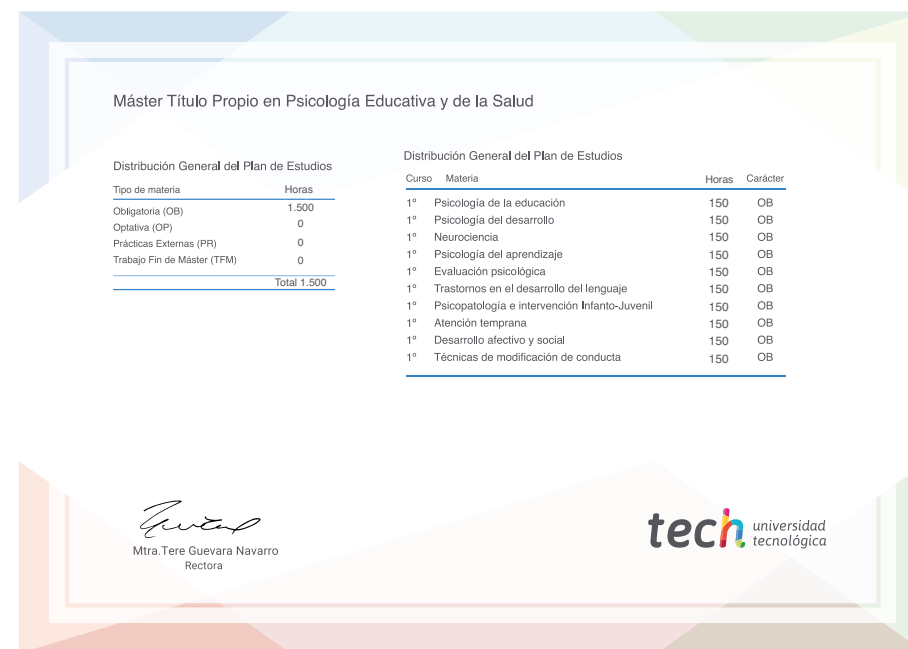 Máster Título Propio en Psicología Educativa y de la Salud
Distribución General del Plan de Estudios
Tipo de materia Horas
Obligatoria (OB) 1.500
Optativa (OP) 0
Prácticas Externas (PR) 0
Trabajo Fin de Máster (TFM) 0
Total 1.500
Distribución General del Plan de Estudios
Curso Materia Horas Carácter
1º Psicología de la educación 150 OB
1º Psicología del desarrollo 150 OB
1º Neurociencia 150 OB
1º Psicología del aprendizaje 150 OB
1º Evaluación psicológica 150 OB
1º Trastornos en el desarrollo del lenguaje 150 OB
1º Psicopatología e intervención Infanto-Juvenil 150 OB
1º Atención temprana 150 OB
1º Desarrollo afectivo y social 150 OB
1º Técnicas de modificación de conducta 150 OB
Mtra.Tere Guevara Navarro
Rectora
tech universidad
tecnológica